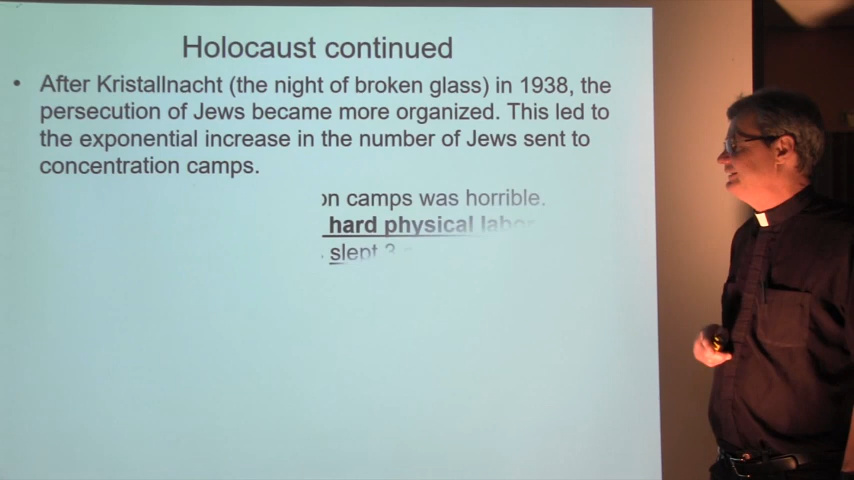 Holocaust continued
• After Kristallnacht (the night of broken glass) in 1938, the
persecution of Jews became more organized. This led to
the exponential increase in the number of Jews sent to
concentration camps.
on camps was horrible.
hard physical labor
slept